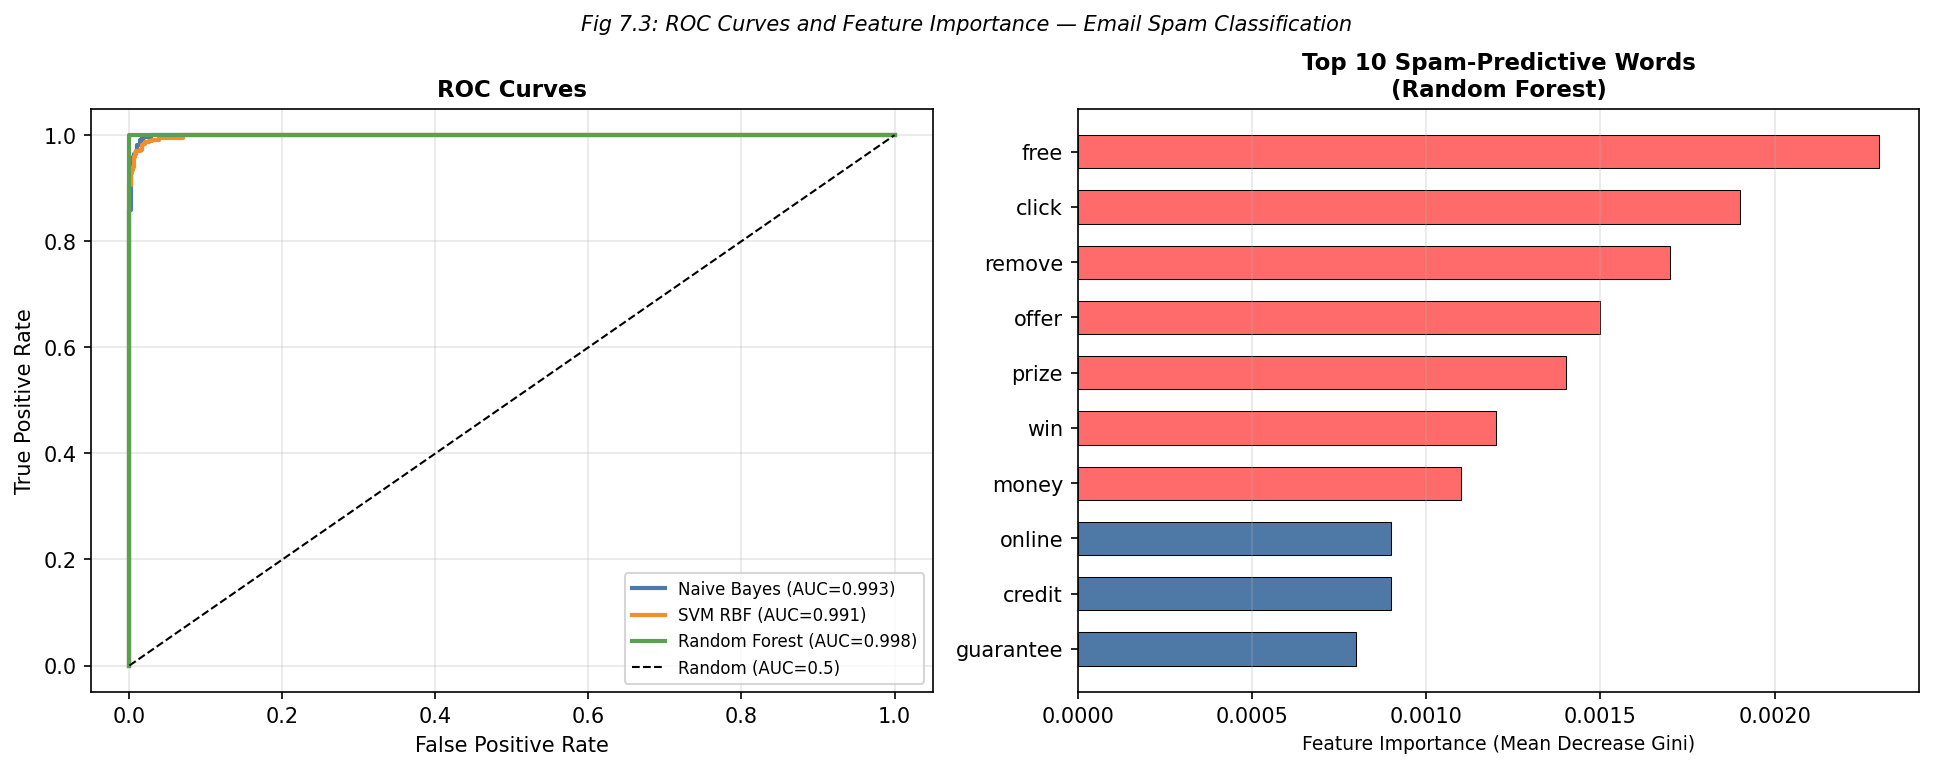 Fig 7.3: ROC Curves and Feature Importance — Email Spam Classification
ROC Curves
True Positive Rate
1.0
0.8
0.6
0.4
0.2
0.0
0.0 0.2 0.4 0.6 0.8 1.0
False Positive Rate
Naive Bayes (AUC=0.993)
SVM RBF (AUC=0.991)
Random Forest (AUC=0.998)
Random (AUC=0.5)
Top 10 Spam-Predictive Words
(Random Forest)
free
click
remove
offer
prize
win
money
online
credit
guarantee
0.0000 0.0005 0.0010 0.0015 0.0020
Feature Importance (Mean Decrease Gini)